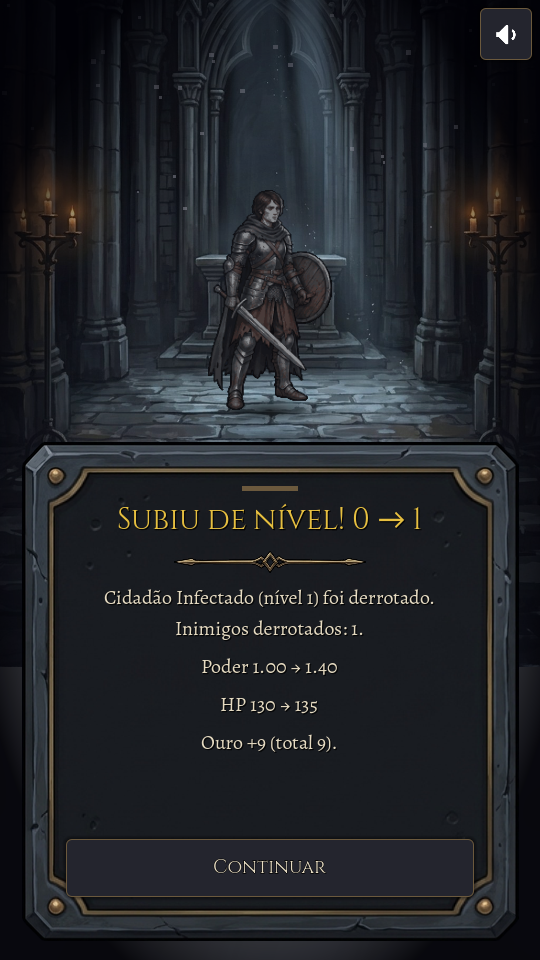 Subiu de nível! 0 → 1
Cidadão Infectado (nível 1) foi derrotado.
Inimigos derrotados: 1.
Poder 1.00 → 1.40
HP 130 → 135
Ouro +9 (total 9).
Continuar